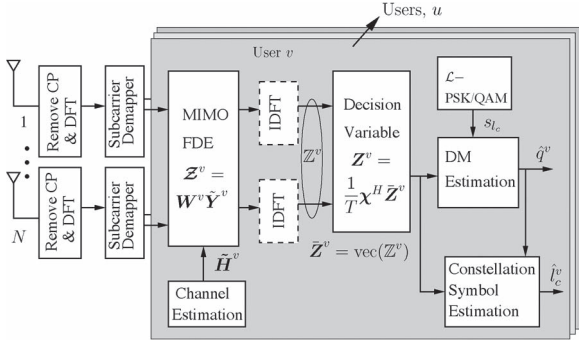 Users, u
User v
1
N
Remove CP
& DFT
Subcarrier
Demapper
Remove CP
& DFT
Subcarrier
Demapper
MIMO
FDE
𝓩^v =
W^v Ỹ^v
IDFT
IDFT
ℤ^v
Z̄^v = vec(ℤ^v)
H̃^v
Channel
Estimation
Decision
Variable
Z^v =
1/T χ^H Z̄^v
ℒ−
PSK/QAM
s_{l_c}
DM
Estimation
q̂^v
Constellation
Symbol
Estimation
l̂_c^v